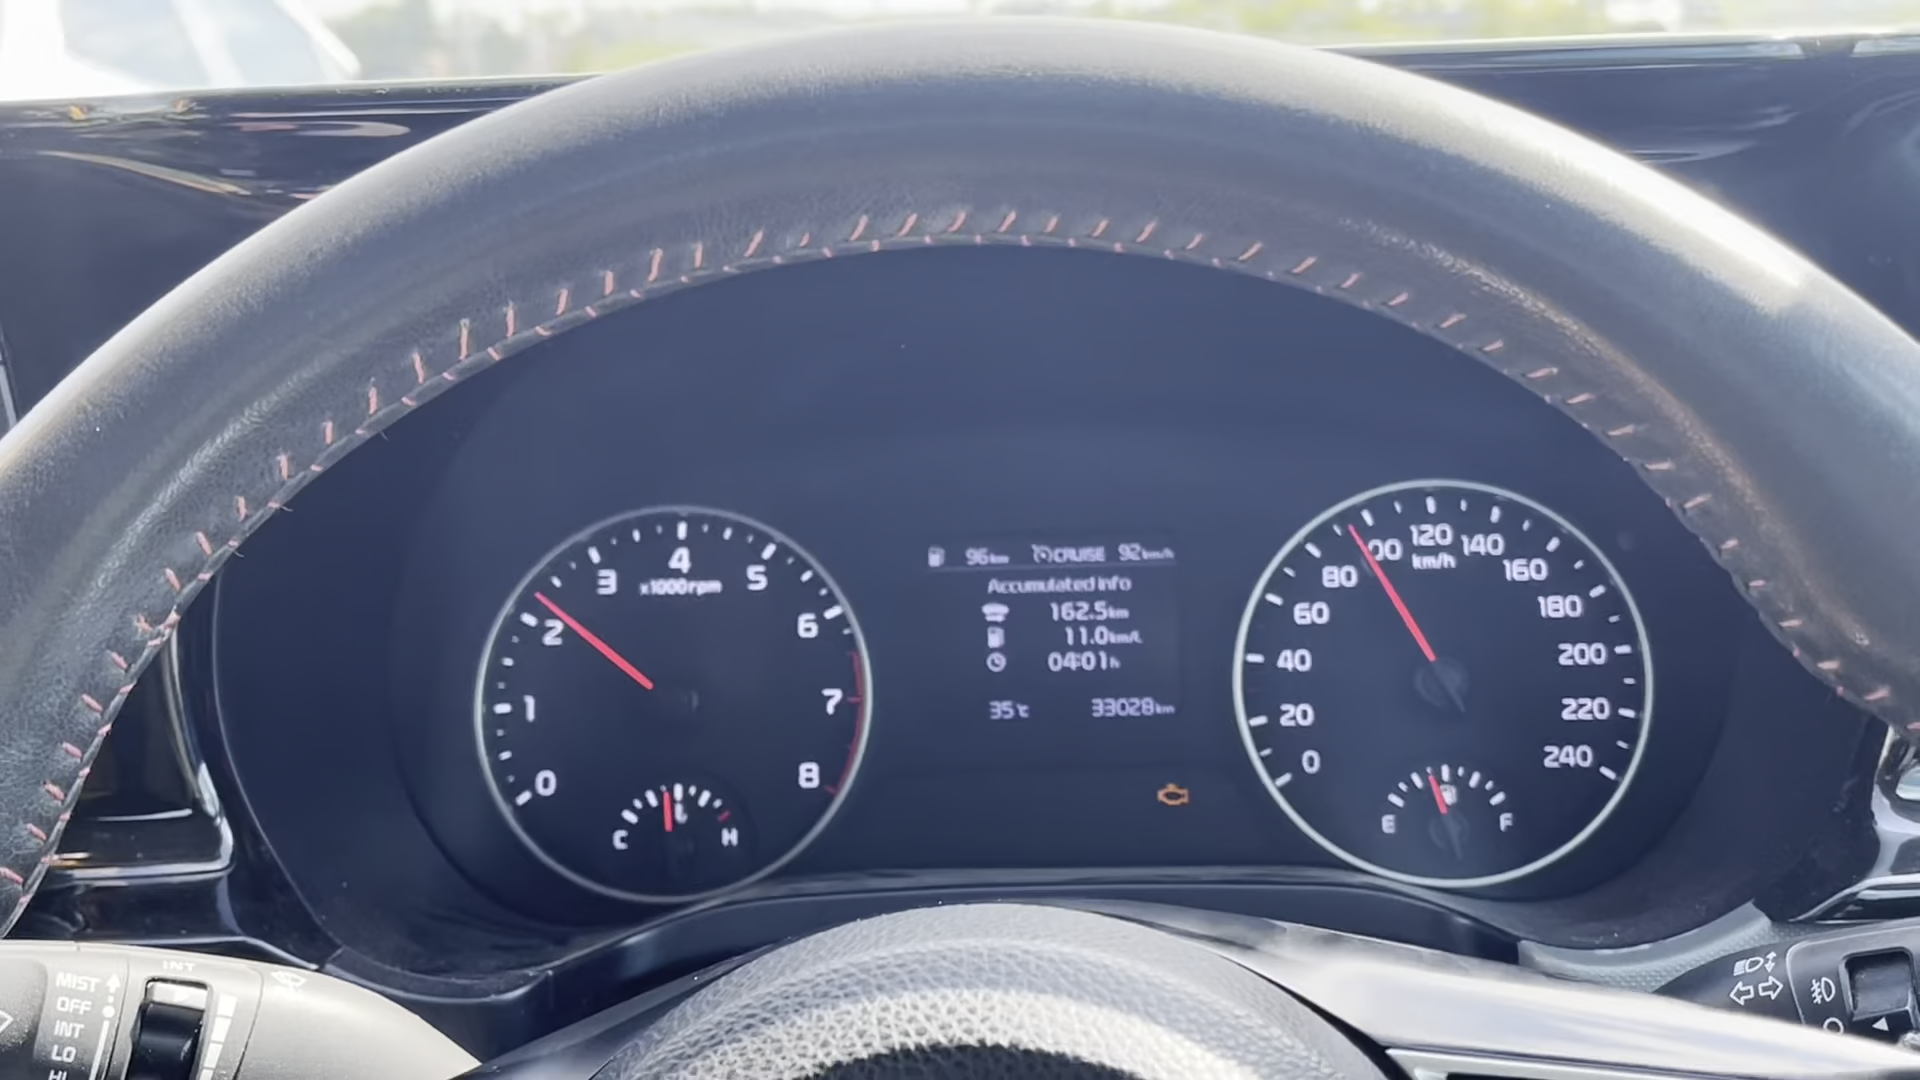 96km CRUISE 92km/h
Accumulated info
162.5km
11.0km/L
04:01h
35℃ 33028km
0
1
2
3
4
5
6
7
8
x1000rpm
C H
0
20
40
60
80
120
140
160
180
200
220
240
km/h
E F
INT
MIST
OFF
INT
LO
HI